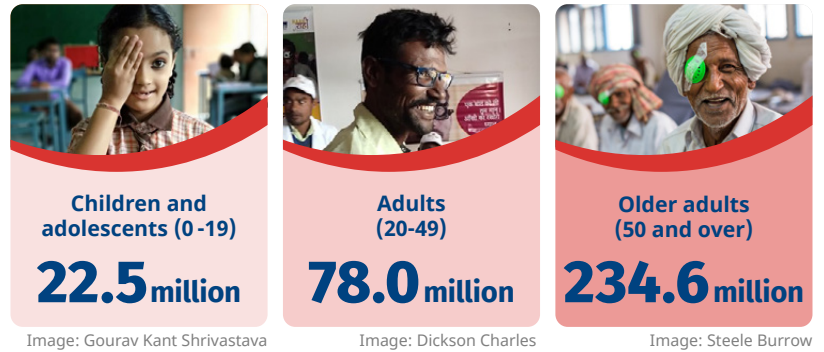 Children and
adolescents (0 -19)
22.5 million
Image: Gourav Kant Shrivastava
Adults
(20-49)
78.0 million
Image: Dickson Charles
Older adults
(50 and over)
234.6 million
Image: Steele Burrow